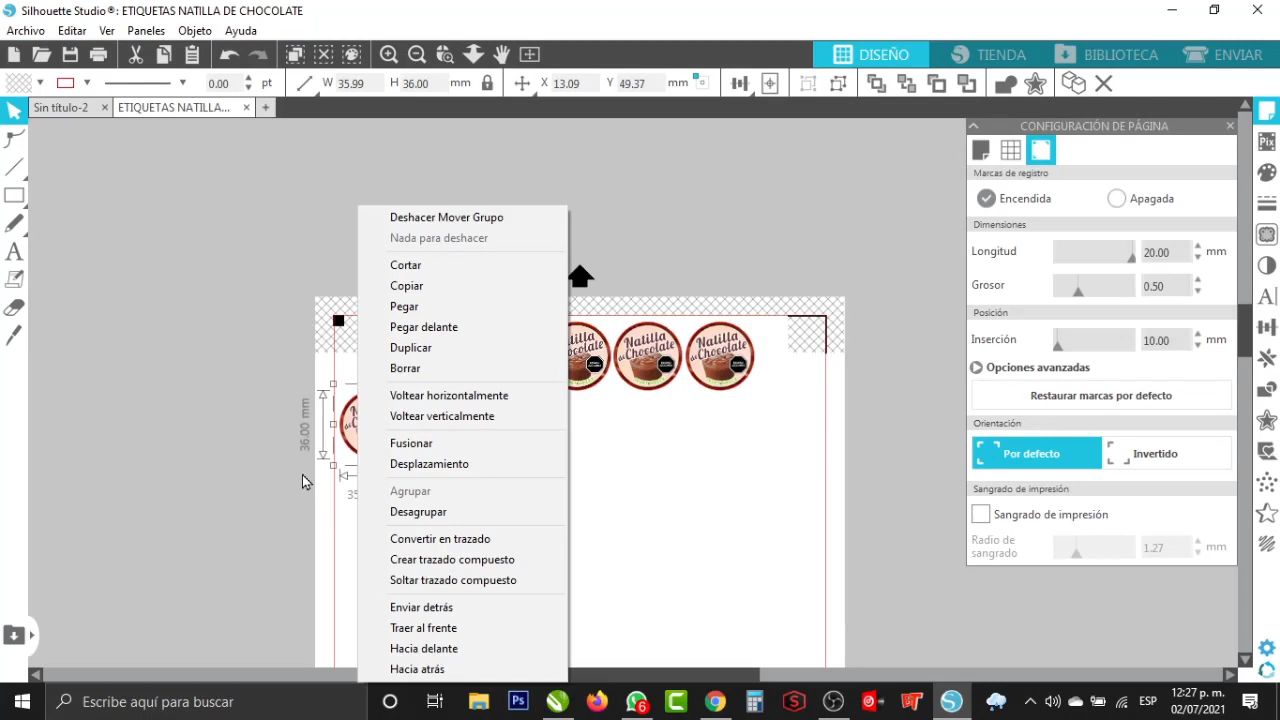 Silhouette Studio®: ETIQUETAS NATILLA DE CHOCOLATE
Archivo Editar Ver Paneles Objeto Ayuda
DISEÑO TIENDA BIBLIOTECA ENVIAR
0.00 pt W 35.99 H 36.00 mm X 13.09 Y 49.37 mm
Sin título-2 ETIQUETAS NATILLA...
CONFIGURACIÓN DE PÁGINA
Pix
Marcas de registro
Encendida Apagada
Dimensiones
Longitud 20.00 mm
Grosor 0.50 mm
Posición
Inserción 10.00 mm
Opciones avanzadas
Restaurar marcas por defecto
Orientación
Por defecto Invertido
Sangrado de impresión
Sangrado de impresión
Radio de sangrado 1.27 mm
Deshacer Mover Grupo
Nada para deshacer
Cortar
Copiar
Pegar
Pegar delante
Duplicar
Borrar
Voltear horizontalmente
Voltear verticalmente
Fusionar
Desplazamiento
Agrupar
Desagrupar
Convertir en trazado
Crear trazado compuesto
Soltar trazado compuesto
Enviar detrás
Traer al frente
Hacia delante
Hacia atrás
36.00 mm
Natilla de Chocolate
Natilla de Chocolate
Escribe aquí para buscar
Ps
6
ESP
12:27 p. m.
02/07/2021